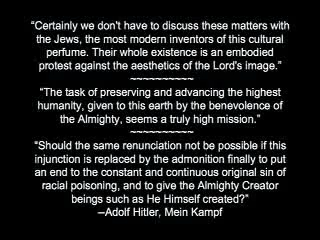 “Certainly we don't have to discuss these matters with
the Jews, the most modern inventors of this cultural
perfume. Their whole existence is an embodied
protest against the aesthetics of the Lord's image.”
~~~~~~~~~~
“The task of preserving and advancing the highest
humanity, given to this earth by the benevolence of
the Almighty, seems a truly high mission.”
~~~~~~~~~~
“Should the same renunciation not be possible if this
injunction is replaced by the admonition finally to put
an end to the constant and continuous original sin of
racial poisoning, and to give the Almighty Creator
beings such as He Himself created?”
–Adolf Hitler, Mein Kampf